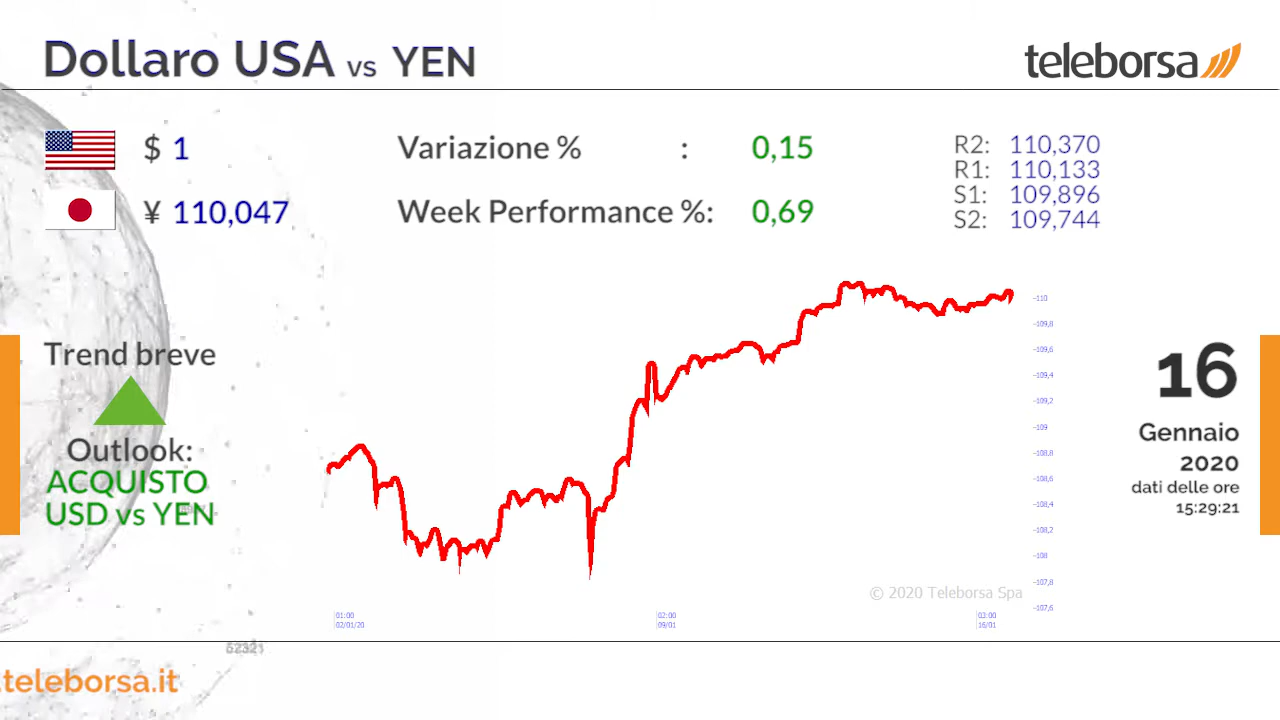 Dollaro USA vs YEN
teleborsa
$ 1
Variazione % : 0,15
¥ 110,047
Week Performance %: 0,69
R2: 110,370
R1: 110,133
S1: 109,896
S2: 109,744
Trend breve
Outlook:
ACQUISTO
USD vs YEN
110
109,8
109,6
109,4
109,2
109
108,8
108,6
108,4
108,2
108
107,8
107,6
16
Gennaio
2020
dati delle ore
15:29:21
© 2020 Teleborsa Spa
01:00
02/01/20
02:00
09/01
03:00
16/01
.teleborsa.it